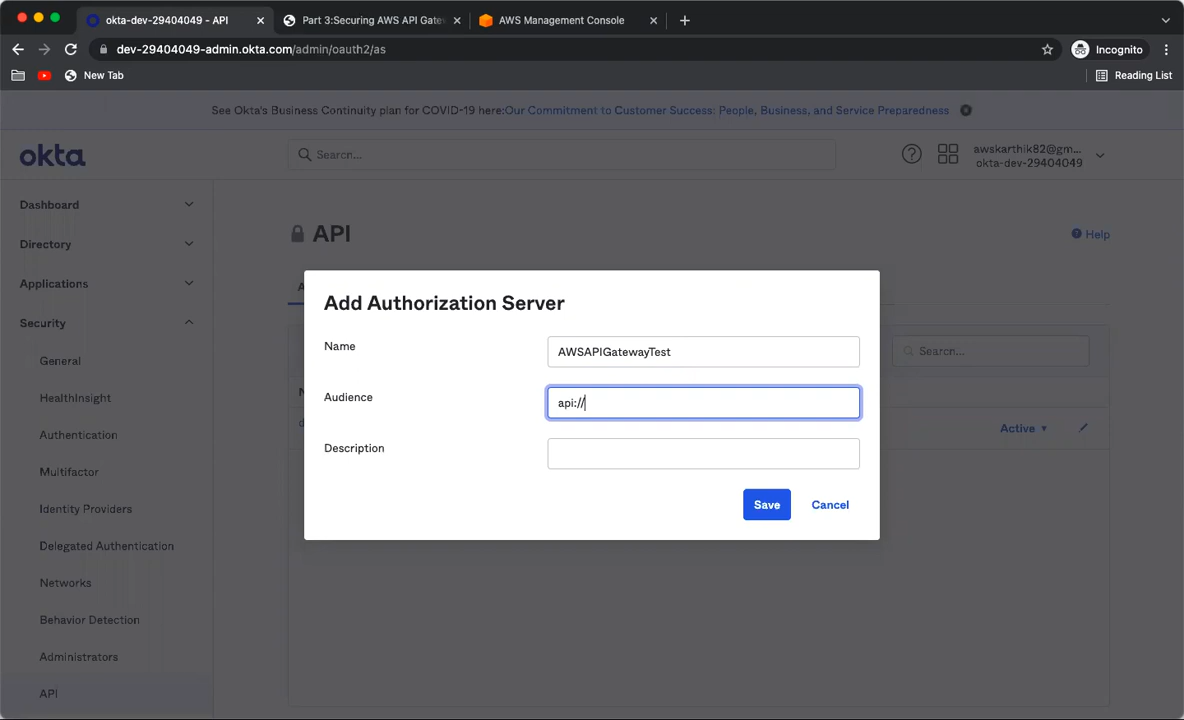 okta-dev-29404049 - API
Part 3:Securing AWS API Gate
AWS Management Console
dev-29404049-admin.okta.com/admin/oauth2/as
Incognito
New Tab
Reading List
See Okta's Business Continuity plan for COVID-19 here:Our Commitment to Customer Success: People, Business, and Service Preparedness
okta
Search...
awskarthik82@gm...
okta-dev-29404049
Dashboard
Directory
Applications
Security
General
HealthInsight
Authentication
Multifactor
Identity Providers
Delegated Authentication
Networks
Behavior Detection
Administrators
API
API
Help
Search...
Active
Add Authorization Server
Name
AWSAPIGatewayTest
Audience
api://
Description
Save
Cancel